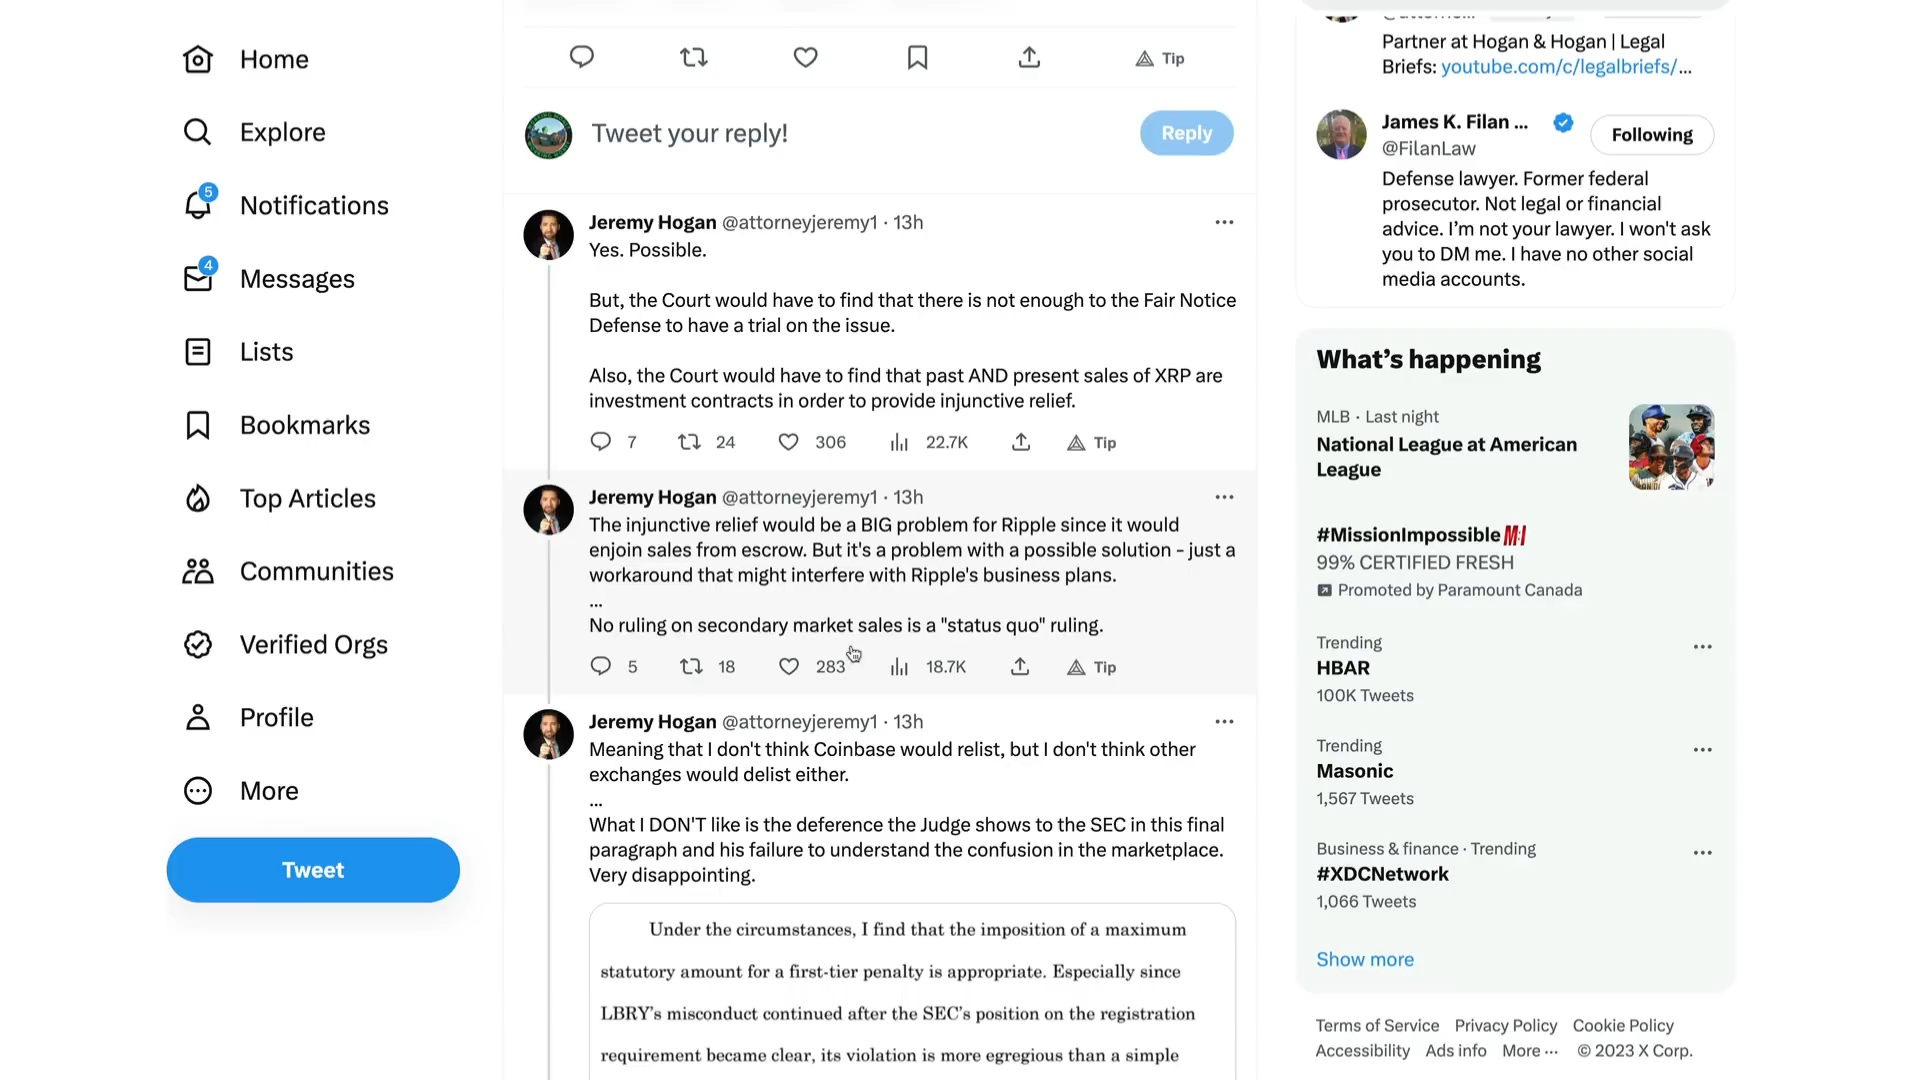 Home
Explore
5
Notifications
4
Messages
Lists
Bookmarks
Top Articles
Communities
Verified Orgs
Profile
More
Tweet
Tip
Tweet your reply!
Reply
Jeremy Hogan @attorneyjeremy1 · 13h
Yes. Possible.
But, the Court would have to find that there is not enough to the Fair Notice
Defense to have a trial on the issue.
Also, the Court would have to find that past AND present sales of XRP are
investment contracts in order to provide injunctive relief.
7 24 306 22.7K Tip
Jeremy Hogan @attorneyjeremy1 · 13h
The injunctive relief would be a BIG problem for Ripple since it would
enjoin sales from escrow. But it's a problem with a possible solution - just a
workaround that might interfere with Ripple's business plans.
...
No ruling on secondary market sales is a "status quo" ruling.
5 18 283 18.7K Tip
Jeremy Hogan @attorneyjeremy1 · 13h
Meaning that I don't think Coinbase would relist, but I don't think other
exchanges would delist either.
...
What I DON'T like is the deference the Judge shows to the SEC in this final
paragraph and his failure to understand the confusion in the marketplace.
Very disappointing.
Under the circumstances, I find that the imposition of a maximum
statutory amount for a first-tier penalty is appropriate. Especially since
LBRY's misconduct continued after the SEC's position on the registration
requirement became clear, its violation is more egregious than a simple
Partner at Hogan & Hogan | Legal
Briefs: youtube.com/c/legalbriefs/...
James K. Filan ...
Following
@FilanLaw
Defense lawyer. Former federal
prosecutor. Not legal or financial
advice. I'm not your lawyer. I won't ask
you to DM me. I have no other social
media accounts.
What's happening
MLB · Last night
National League at American
League
#MissionImpossible
99% CERTIFIED FRESH
Promoted by Paramount Canada
Trending
HBAR
100K Tweets
Trending
Masonic
1,567 Tweets
Business & finance · Trending
#XDCNetwork
1,066 Tweets
Show more
Terms of Service Privacy Policy Cookie Policy
Accessibility Ads info More ... © 2023 X Corp.